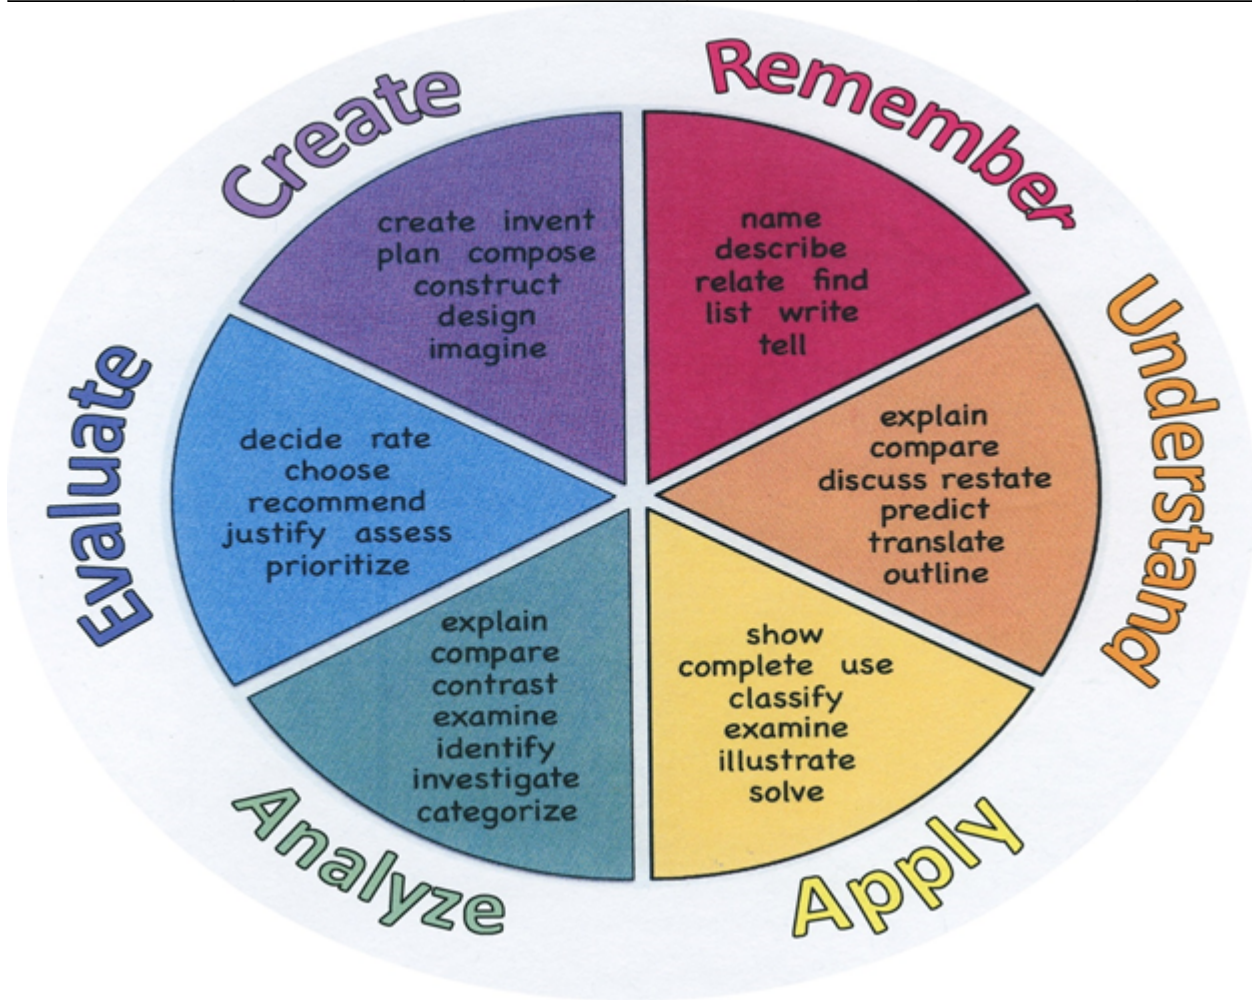 Remember
name
describe
relate find
list write
tell
Understand
explain
compare
discuss restate
predict
translate
outline
Apply
show
complete use
classify
examine
illustrate
solve
Analyze
explain
compare
contrast
examine
identify
investigate
categorize
Evaluate
decide rate
choose
recommend
justify assess
prioritize
Create
create invent
plan compose
construct
design
imagine